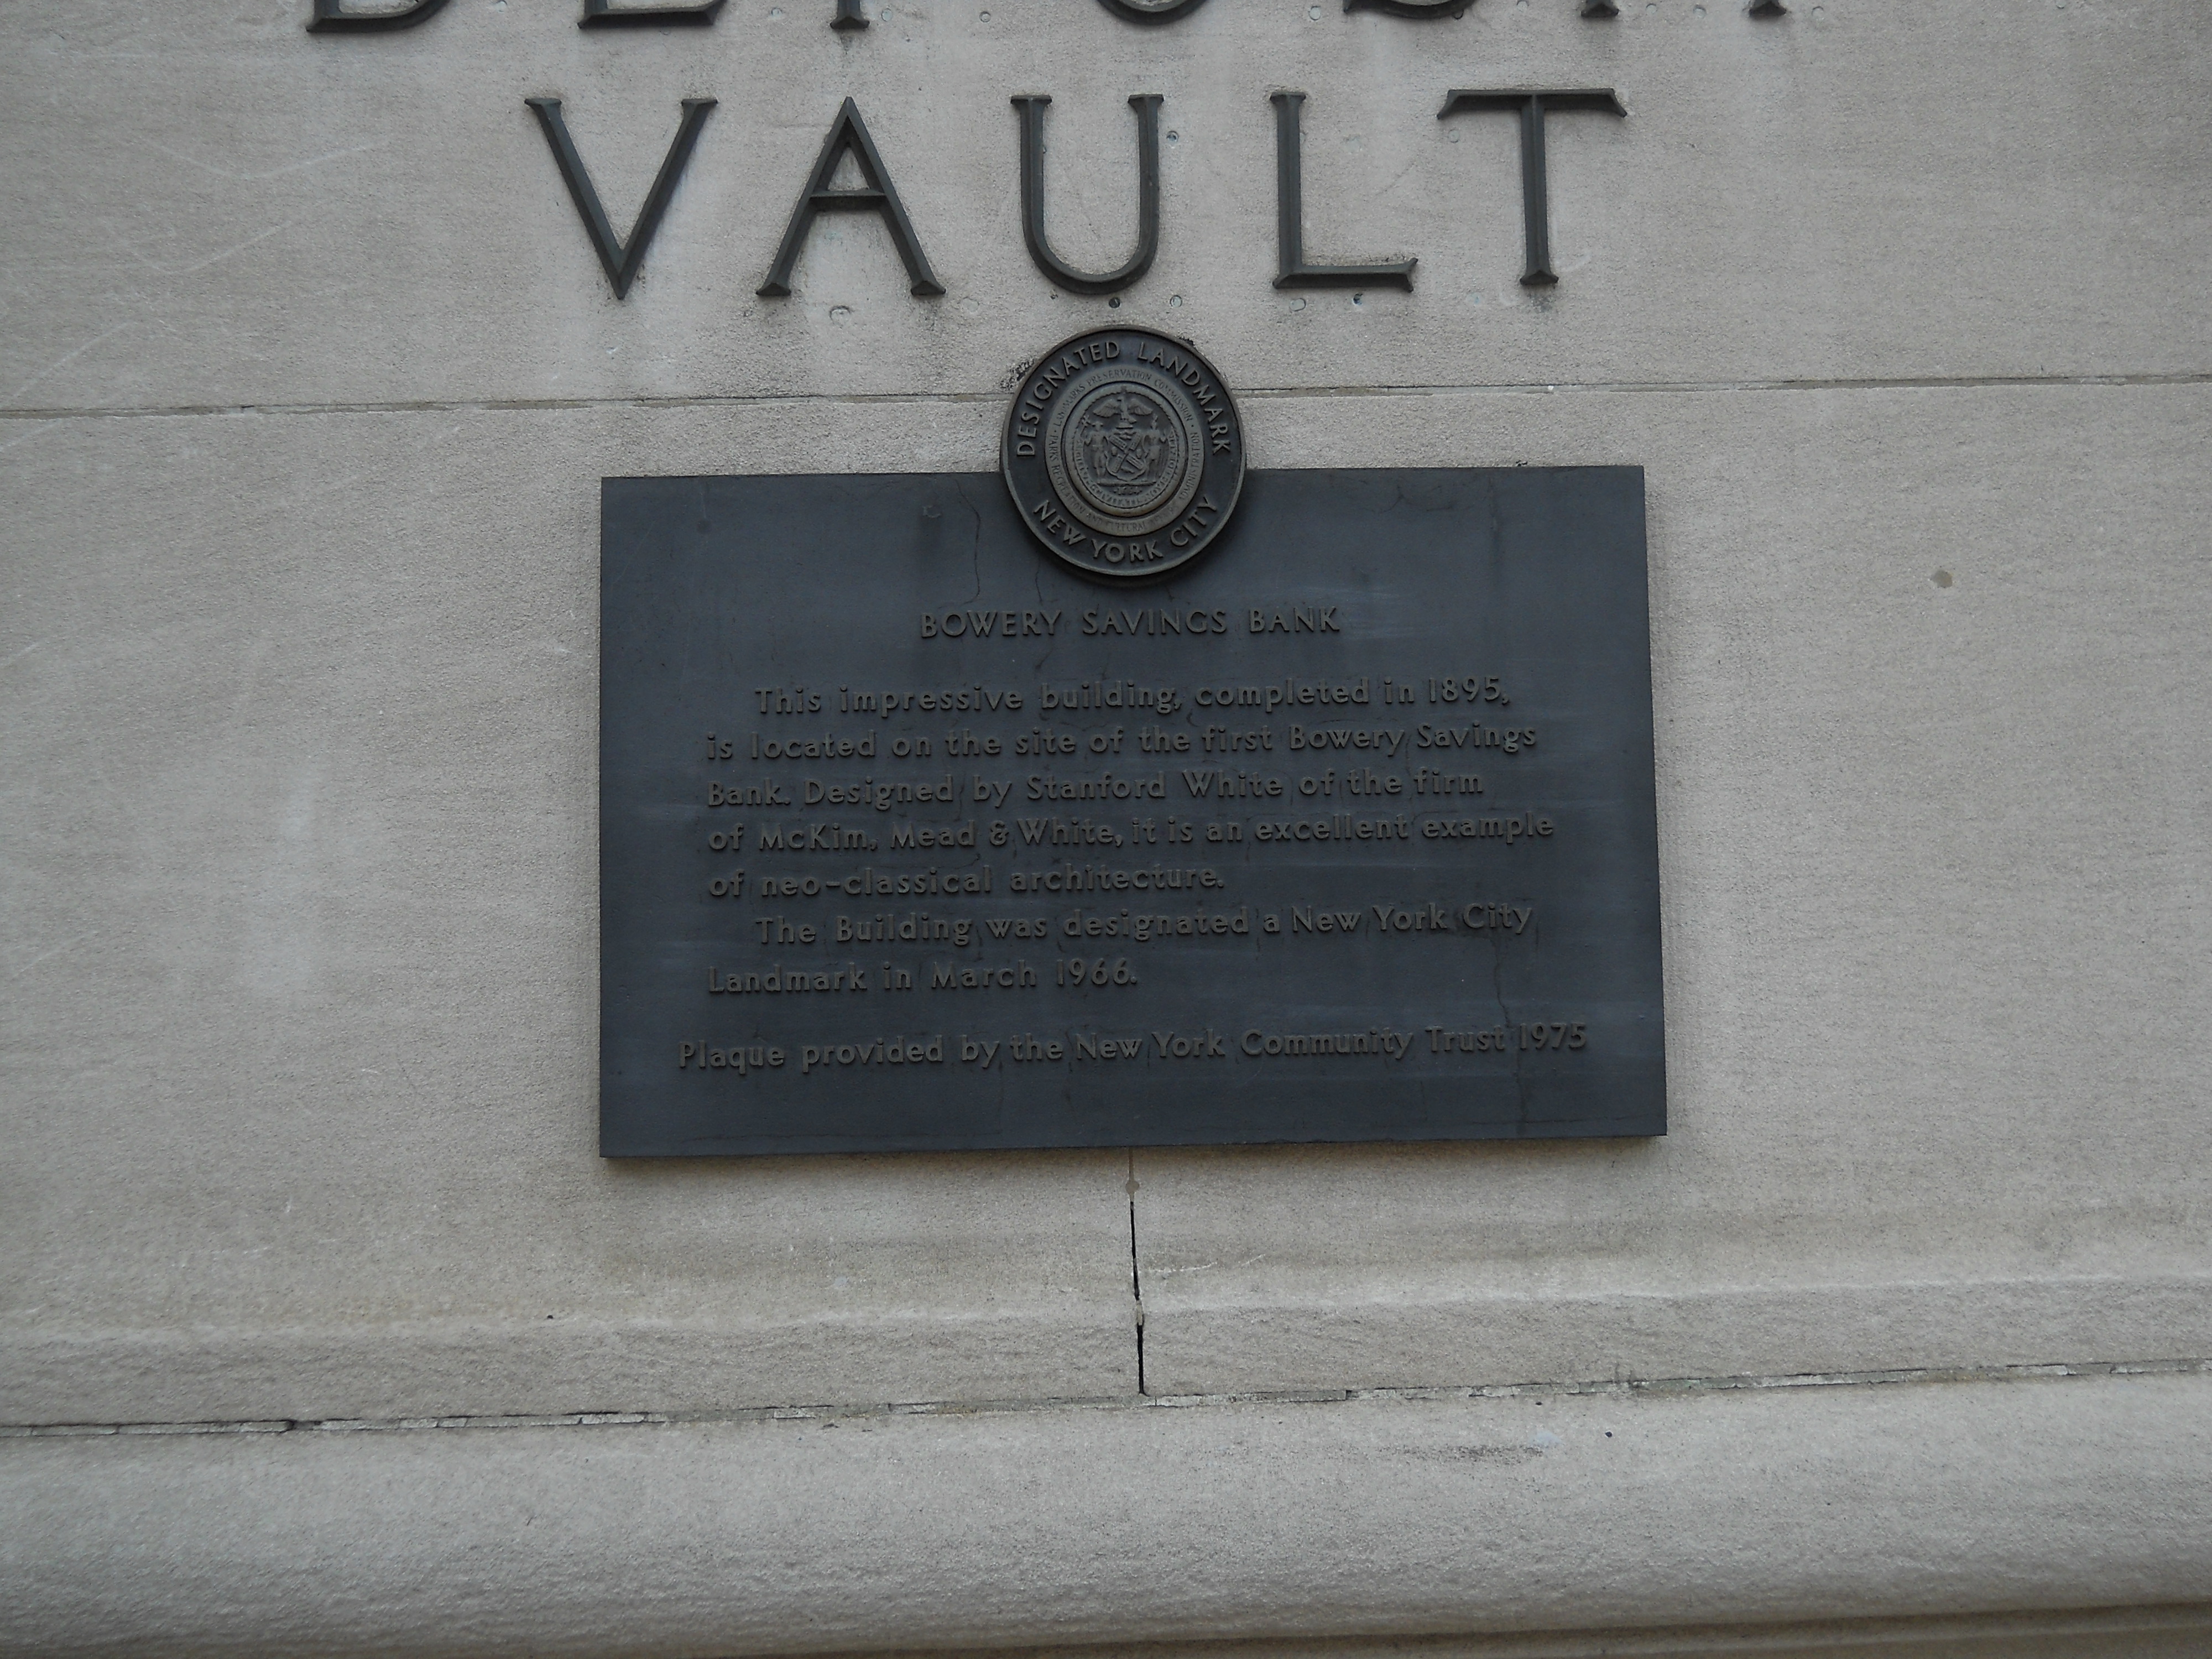 DEPOSIT
VAULT
DESIGNATED LANDMARK
NEW YORK CITY
BOWERY SAVINGS BANK
This impressive building, completed in 1895,
is located on the site of the first Bowery Savings
Bank. Designed by Stanford White of the firm
of McKim, Mead & White, it is an excellent example
of neo-classical architecture.
The Building was designated a New York City
Landmark in March 1966.
Plaque provided by the New York Community Trust 1975